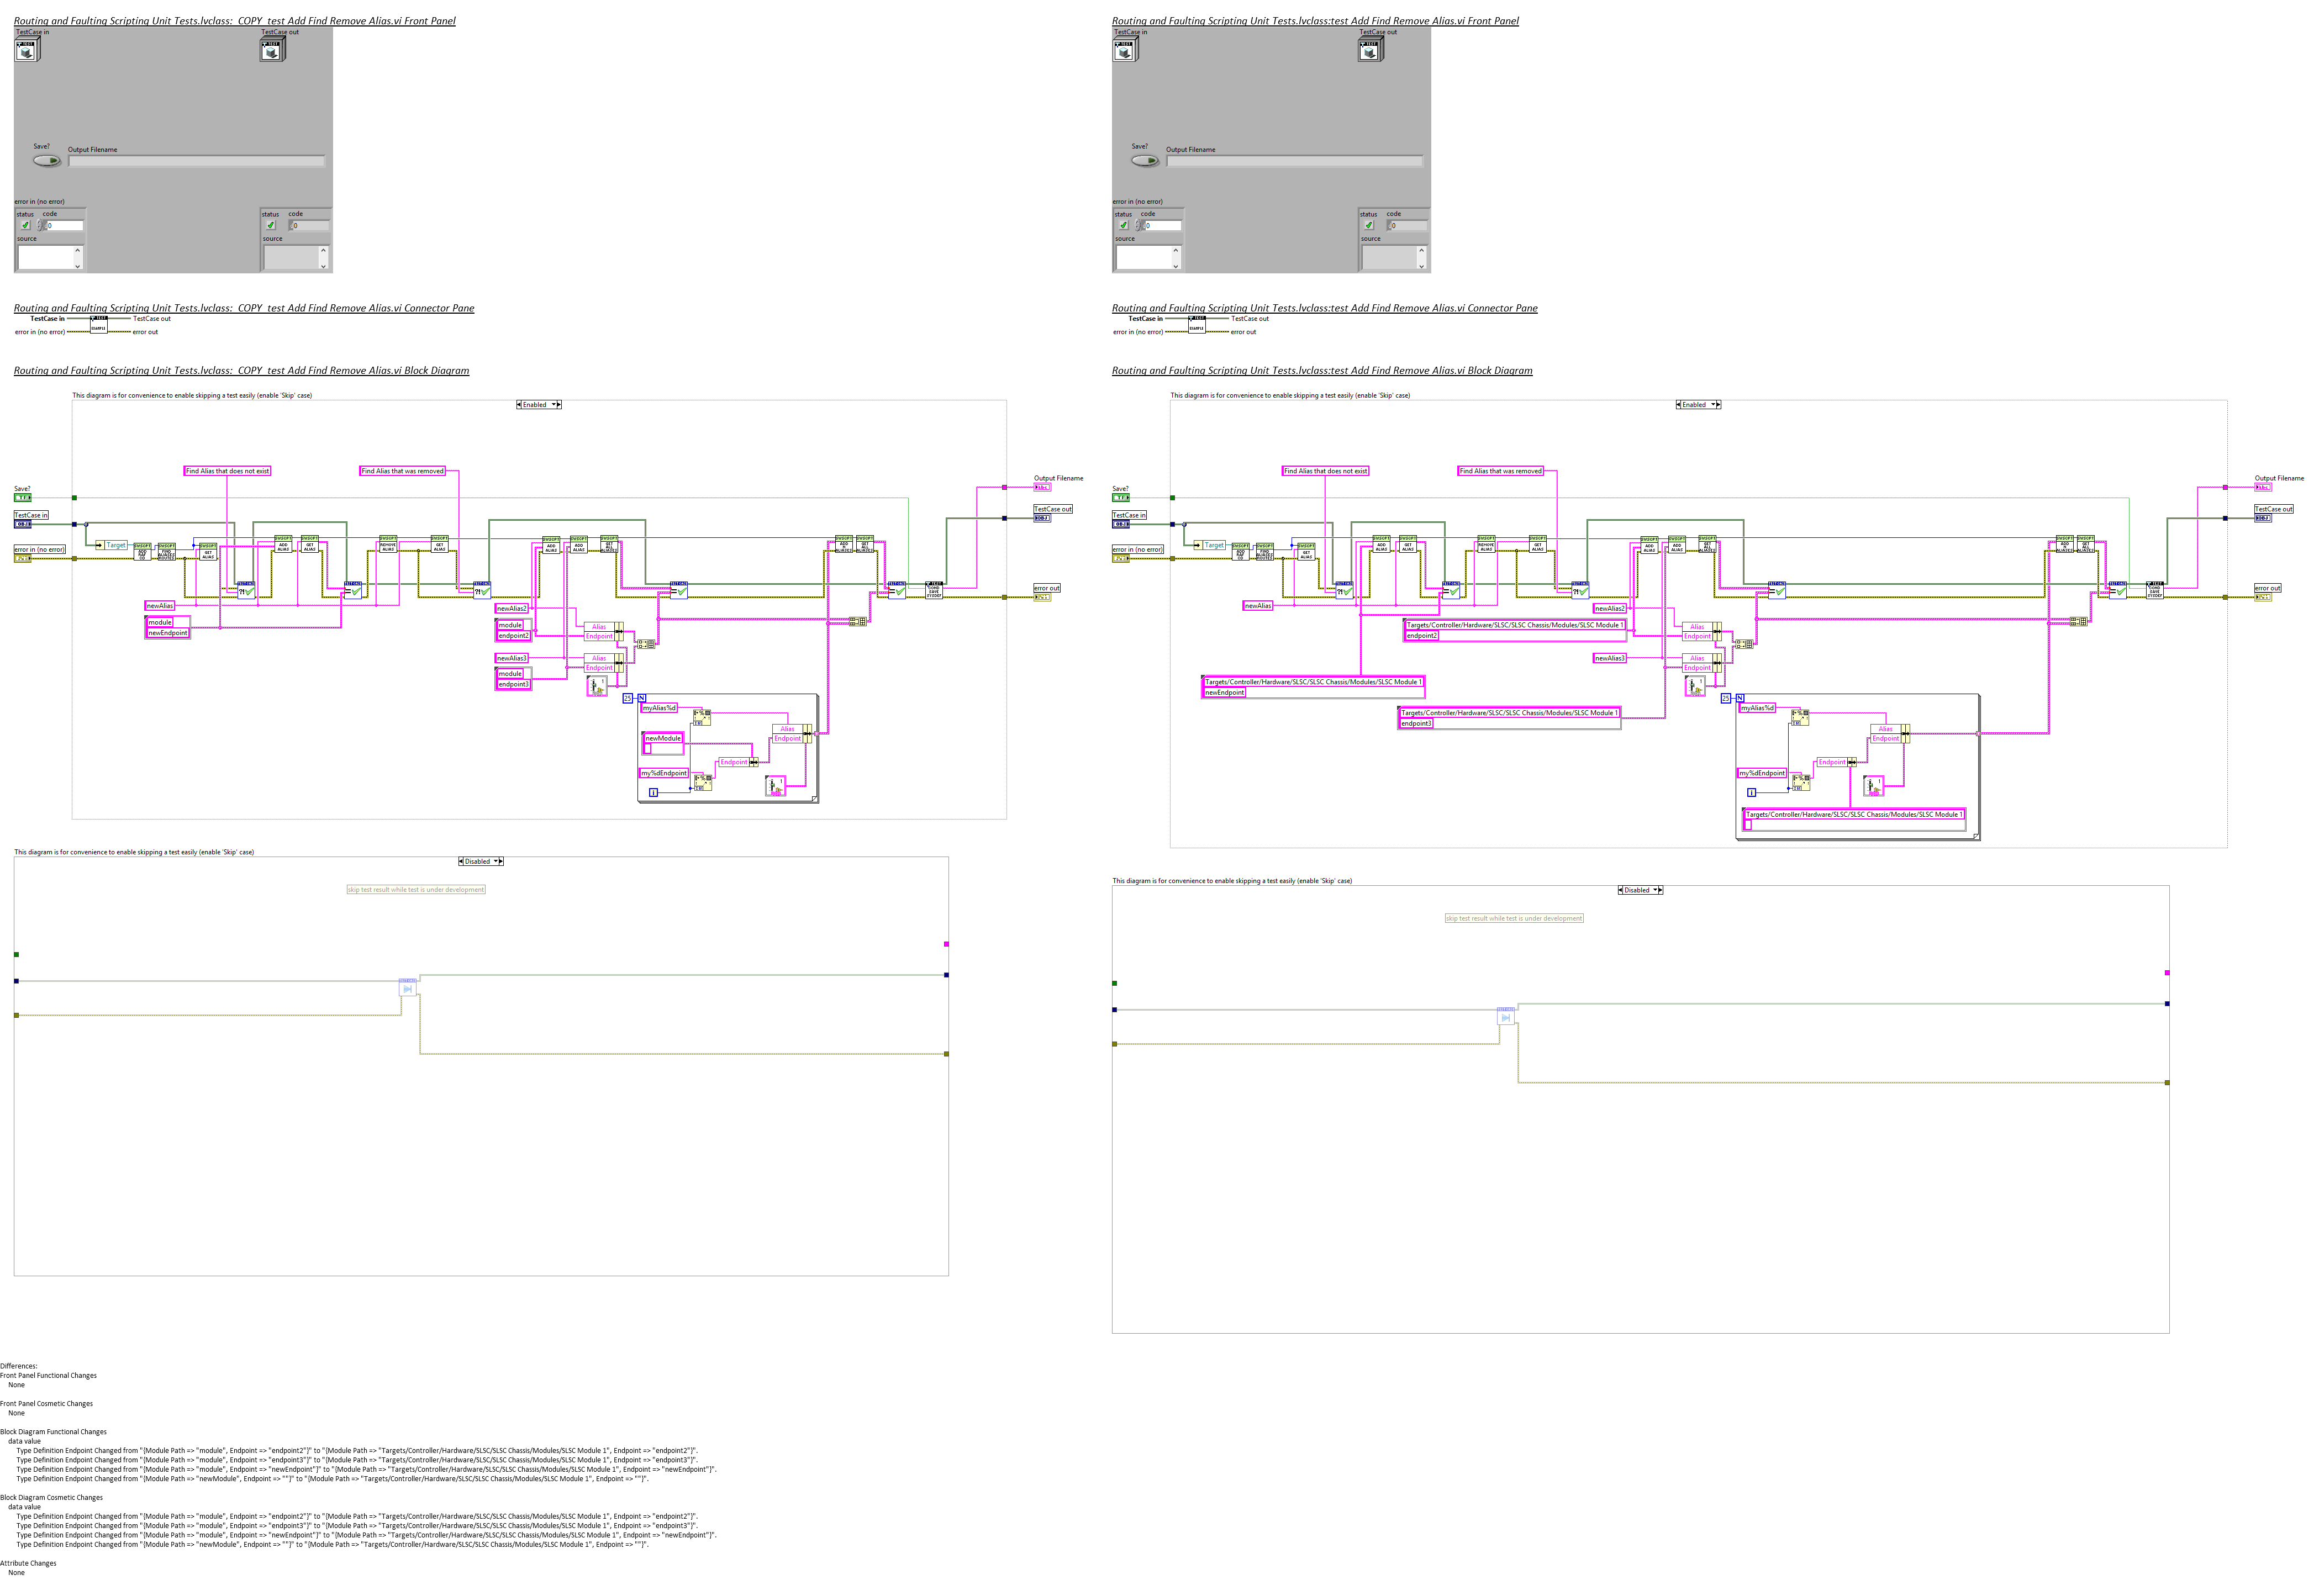 Routing and Faulting Scripting Unit Tests.lvclass:_COPY_test Add Find Remove Alias.vi Front Panel
TestCase in
TestCase out
Save?
Output Filename
error in (no error)
status code
0
source
status code
0
source
Routing and Faulting Scripting Unit Tests.lvclass:_COPY_test Add Find Remove Alias.vi Connector Pane
TestCase in
TestCase out
error in (no error)
error out
Routing and Faulting Scripting Unit Tests.lvclass:_COPY_test Add Find Remove Alias.vi Block Diagram
This diagram is for convenience to enable skipping a test easily (enable 'Skip' case)
Enabled
Find Alias that does not exist
Find Alias that was removed
Save?
Output Filename
TestCase in
TestCase out
Target
error in (no error)
error out
newAlias
module
newEndpoint
newAlias2
module
endpoint2
Alias
Endpoint
newAlias3
module
endpoint3
Alias
Endpoint
25
N
myAlias%d
Alias
Endpoint
newModule
Endpoint
my%dEndpoint
i
This diagram is for convenience to enable skipping a test easily (enable 'Skip' case)
Disabled
skip test result while test is under development
Routing and Faulting Scripting Unit Tests.lvclass:test Add Find Remove Alias.vi Front Panel
TestCase in
TestCase out
Save?
Output Filename
error in (no error)
status code
0
source
status code
0
source
Routing and Faulting Scripting Unit Tests.lvclass:test Add Find Remove Alias.vi Connector Pane
TestCase in
TestCase out
error in (no error)
error out
Routing and Faulting Scripting Unit Tests.lvclass:test Add Find Remove Alias.vi Block Diagram
This diagram is for convenience to enable skipping a test easily (enable 'Skip' case)
Enabled
Find Alias that does not exist
Find Alias that was removed
Save?
Output Filename
TestCase in
TestCase out
Target
error in (no error)
error out
newAlias
newAlias2
Targets/Controller/Hardware/SLSC/SLSC Chassis/Modules/SLSC Module 1
endpoint2
Alias
Endpoint
newAlias3
Alias
Endpoint
Targets/Controller/Hardware/SLSC/SLSC Chassis/Modules/SLSC Module 1
newEndpoint
Targets/Controller/Hardware/SLSC/SLSC Chassis/Modules/SLSC Module 1
endpoint3
25
N
myAlias%d
Alias
Endpoint
Endpoint
my%dEndpoint
i
Targets/Controller/Hardware/SLSC/SLSC Chassis/Modules/SLSC Module 1
This diagram is for convenience to enable skipping a test easily (enable 'Skip' case)
Disabled
skip test result while test is under development
Differences:
Front Panel Functional Changes
None
Front Panel Cosmetic Changes
None
Block Diagram Functional Changes
data value
Type Definition Endpoint Changed from "{Module Path => "module", Endpoint => "endpoint2"}" to "{Module Path => "Targets/Controller/Hardware/SLSC/SLSC Chassis/Modules/SLSC Module 1", Endpoint => "endpoint2"}".
Type Definition Endpoint Changed from "{Module Path => "module", Endpoint => "endpoint3"}" to "{Module Path => "Targets/Controller/Hardware/SLSC/SLSC Chassis/Modules/SLSC Module 1", Endpoint => "endpoint3"}".
Type Definition Endpoint Changed from "{Module Path => "module", Endpoint => "newEndpoint"}" to "{Module Path => "Targets/Controller/Hardware/SLSC/SLSC Chassis/Modules/SLSC Module 1", Endpoint => "newEndpoint"}".
Type Definition Endpoint Changed from "{Module Path => "newModule", Endpoint => ""}" to "{Module Path => "Targets/Controller/Hardware/SLSC/SLSC Chassis/Modules/SLSC Module 1", Endpoint => ""}".
Block Diagram Cosmetic Changes
data value
Type Definition Endpoint Changed from "{Module Path => "module", Endpoint => "endpoint2"}" to "{Module Path => "Targets/Controller/Hardware/SLSC/SLSC Chassis/Modules/SLSC Module 1", Endpoint => "endpoint2"}".
Type Definition Endpoint Changed from "{Module Path => "module", Endpoint => "endpoint3"}" to "{Module Path => "Targets/Controller/Hardware/SLSC/SLSC Chassis/Modules/SLSC Module 1", Endpoint => "endpoint3"}".
Type Definition Endpoint Changed from "{Module Path => "module", Endpoint => "newEndpoint"}" to "{Module Path => "Targets/Controller/Hardware/SLSC/SLSC Chassis/Modules/SLSC Module 1", Endpoint => "newEndpoint"}".
Type Definition Endpoint Changed from "{Module Path => "newModule", Endpoint => ""}" to "{Module Path => "Targets/Controller/Hardware/SLSC/SLSC Chassis/Modules/SLSC Module 1", Endpoint => ""}".
Attribute Changes
None